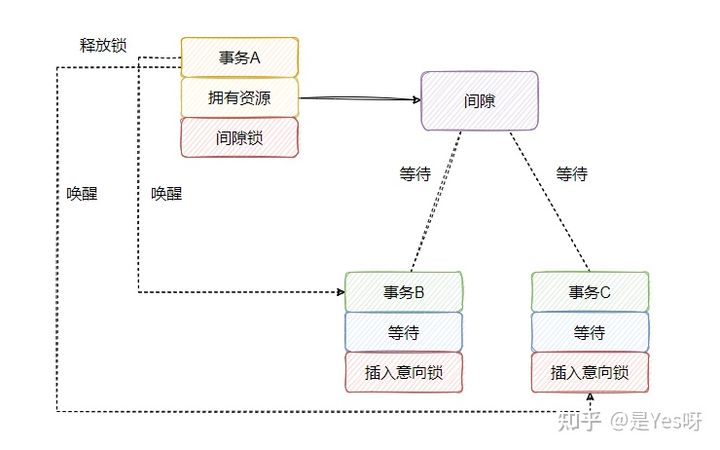 释放锁
事务A
拥有资源
间隙锁
间隙
唤醒
唤醒
等待
等待
事务B
等待
插入意向锁
事务C
等待
插入意向锁
知乎 @是Yes呀